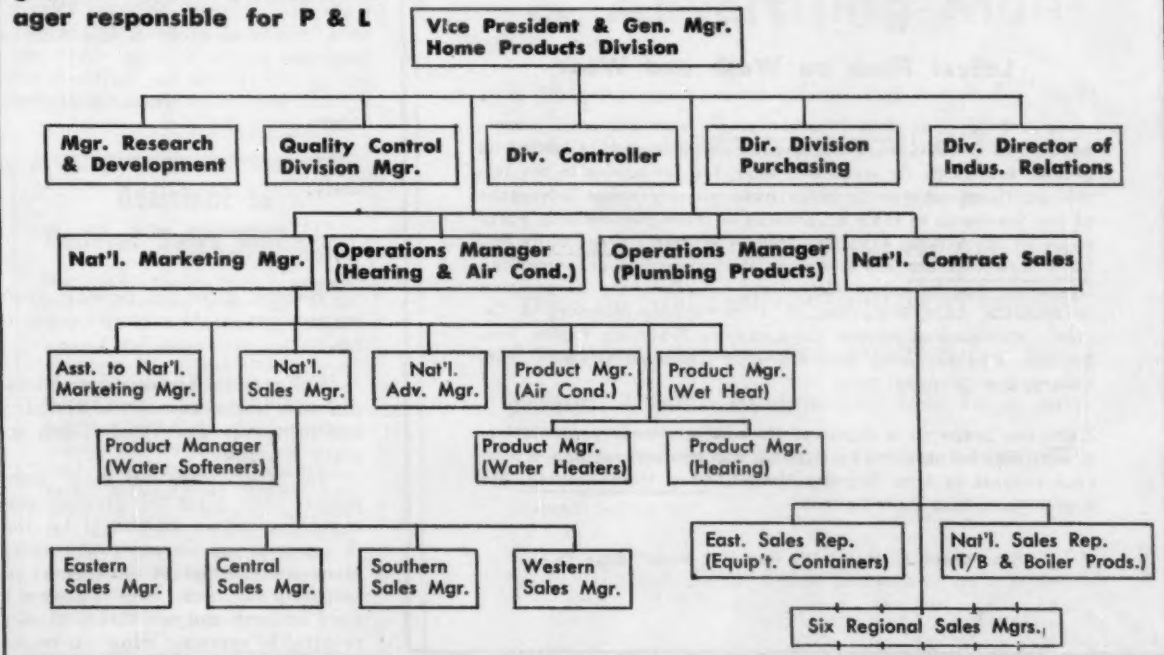 ager responsible for P & L
Vice President & Gen. Mgr.
Home Products Division
Mgr. Research
& Development
Quality Control
Division Mgr.
Div. Controller
Dir. Division
Purchasing
Div. Director of
Indus. Relations
Nat'l. Marketing Mgr.
Operations Manager
(Heating & Air Cond.)
Operations Manager
(Plumbing Products)
Nat'l. Contract Sales
Asst. to Nat'l.
Marketing Mgr.
Nat'l.
Sales Mgr.
Nat'l.
Adv. Mgr.
Product Mgr.
(Air Cond.)
Product Mgr.
(Wet Heat)
Product Manager
(Water Softeners)
Product Mgr.
(Water Heaters)
Product Mgr.
(Heating)
Eastern
Sales Mgr.
Central
Sales Mgr.
Southern
Sales Mgr.
Western
Sales Mgr.
East. Sales Rep.
(Equip't. Containers)
Nat'l. Sales Rep.
(T/B & Boiler Prods.)
Six Regional Sales Mgrs.